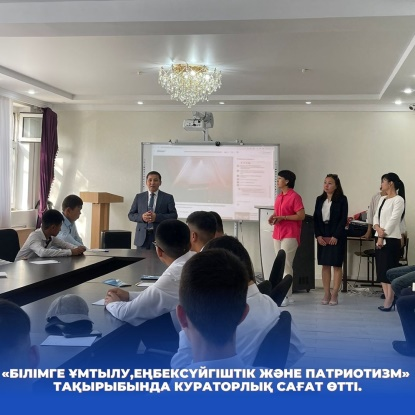 «БІЛІМГЕ ҰМТЫЛУ,ЕҢБЕКСҮЙГІШТІК ЖӘНЕ ПАТРИОТИЗМ»
ТАҚЫРЫБЫНДА КУРАТОРЛЫҚ САҒАТ ӨТТІ.